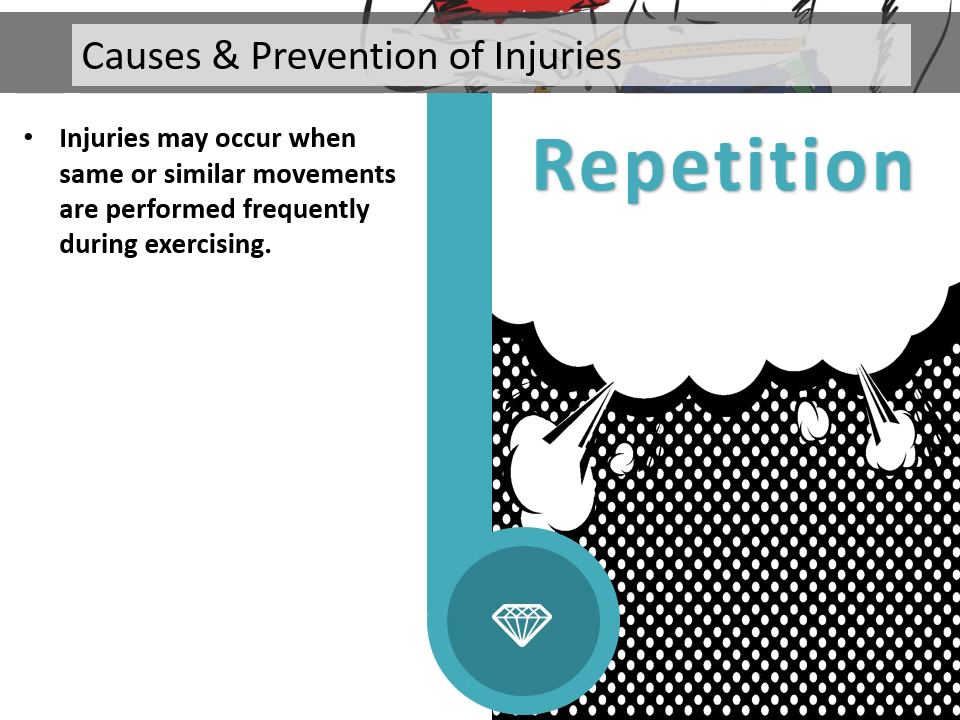 Causes & Prevention of Injuries
• Injuries may occur when
same or similar movements
are performed frequently
during exercising.
Repetition